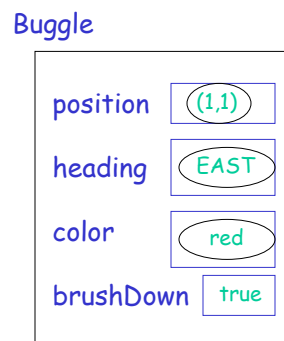 Buggle
position (1,1)
heading EAST
color red
brushDown true